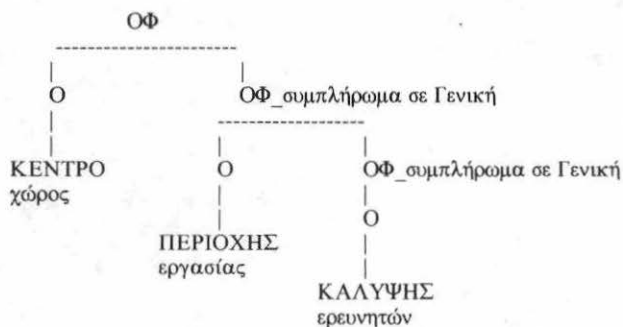 ΟΦ
Ο ΟΦ_συμπλήρωμα σε Γενική
ΚΕΝΤΡΟ Ο ΟΦ_συμπλήρωμα σε Γενική
χώρος
Ο
ΠΕΡΙΟΧΗΣ
εργασίας
ΚΑΛΥΨΗΣ
ερευνητών